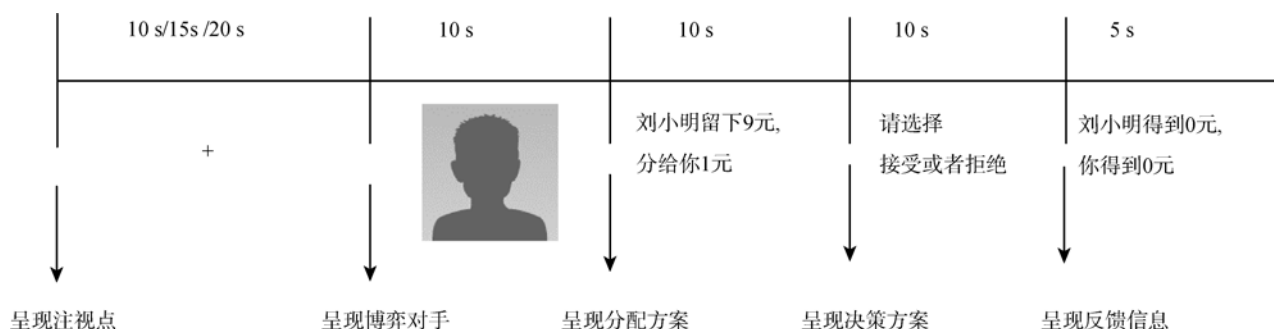 10 s/15s /20 s
10 s
10 s
10 s
5 s
+
刘小明留下9元,
分给你1元
请选择
接受或者拒绝
刘小明得到0元,
你得到0元
呈现注视点
呈现博弈对手
呈现分配方案
呈现决策方案
呈现反馈信息